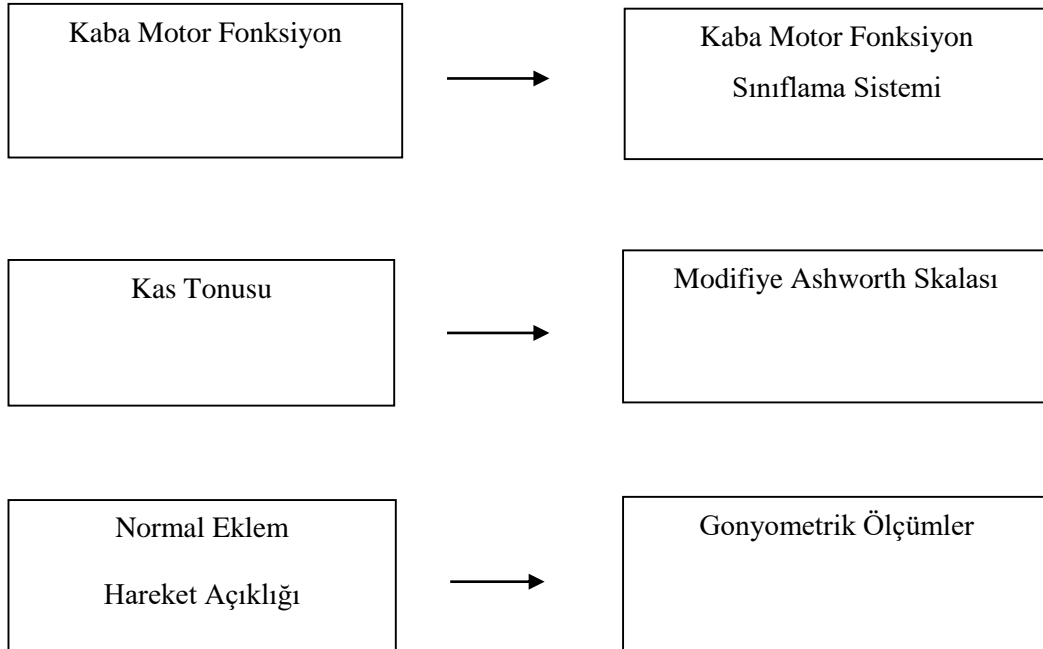 Kaba Motor Fonksiyon
Kaba Motor Fonksiyon
Sınıflama Sistemi
Kas Tonusu
Modifiye Ashworth Skalası
Normal Eklem
Hareket Açıklığı
Gonyometrik Ölçümler